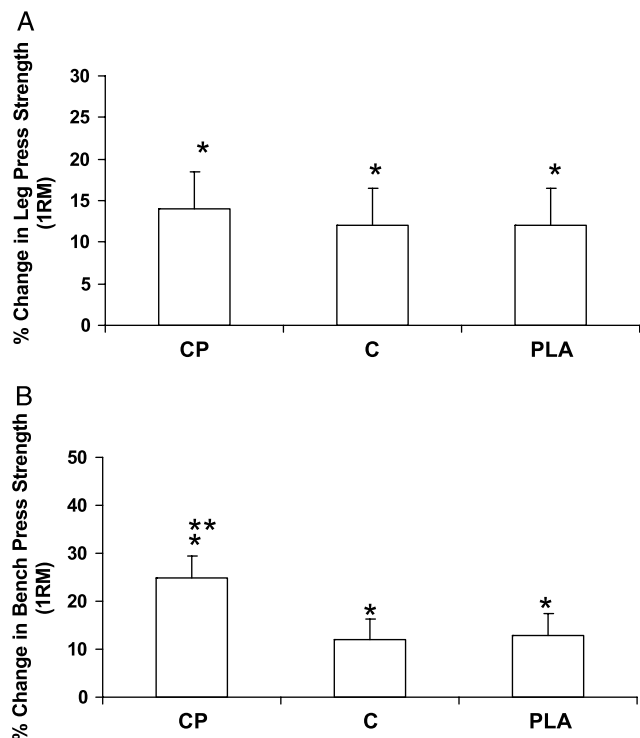 A
% Change in Leg Press Strength
(1RM)
30
25
20
15
10
5
0
*
*
*
CP
C
PLA
B
% Change in Bench Press Strength
(1RM)
50
40
30
20
10
0
**
*
*
*
CP
C
PLA